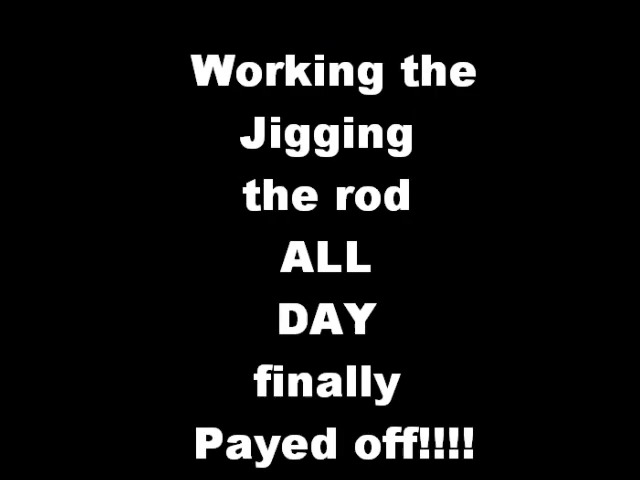 Working the
Jigging
the rod
ALL
DAY
finally
Payed off!!!!